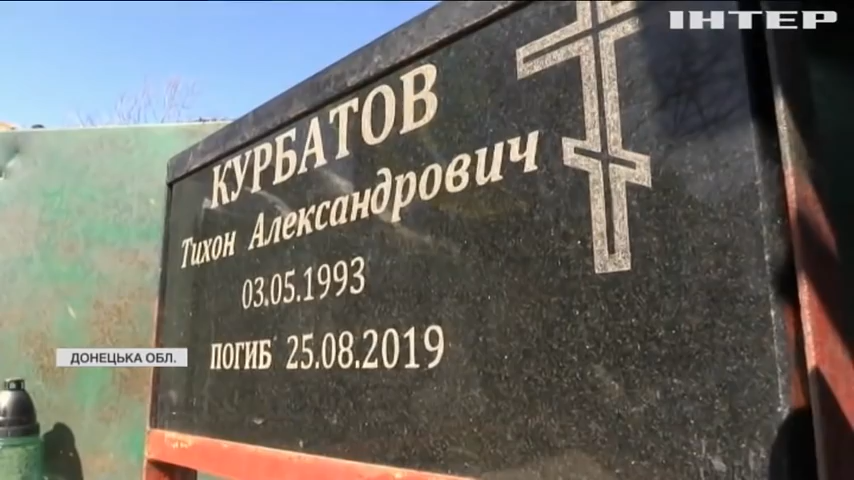 ІНТЕР
КУРБАТОВ
Тихон Александрович
03.05.1993
ПОГИБ 25.08.2019
ДОНЕЦЬКА ОБЛ.